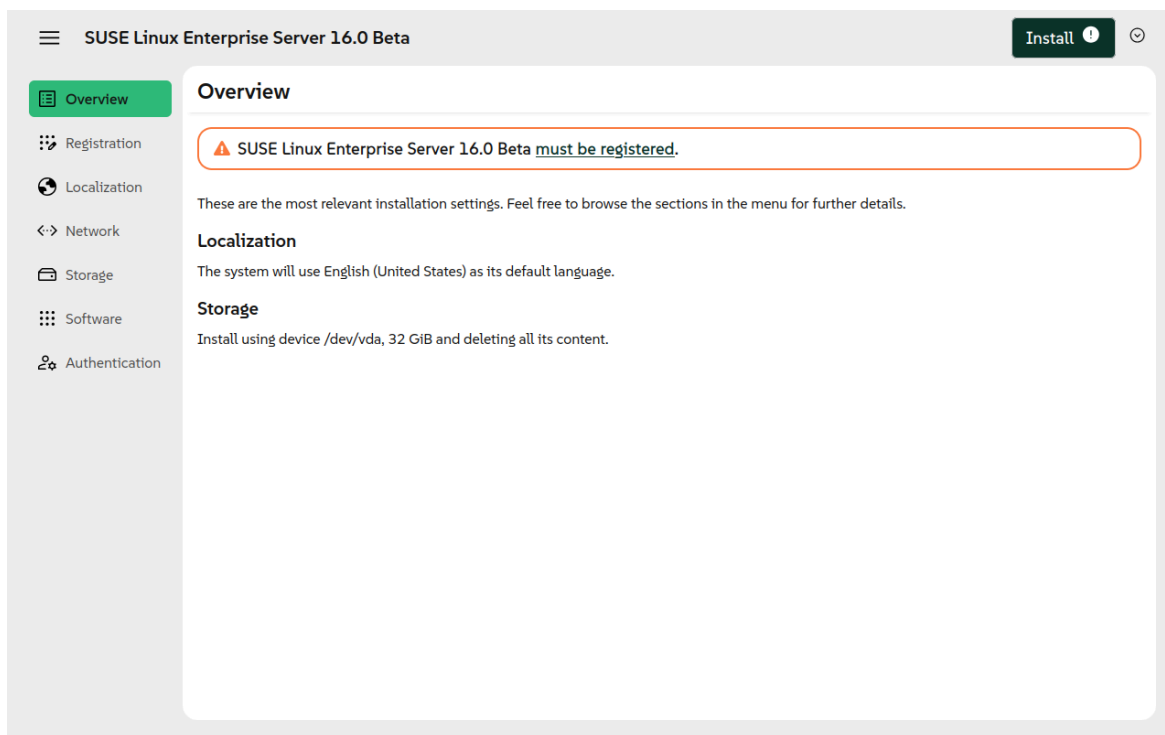 SUSE Linux Enterprise Server 16.0 Beta
Install !
Overview
Registration
Localization
Network
Storage
Software
Authentication
Overview
SUSE Linux Enterprise Server 16.0 Beta must be registered.
These are the most relevant installation settings. Feel free to browse the sections in the menu for further details.
Localization
The system will use English (United States) as its default language.
Storage
Install using device /dev/vda, 32 GiB and deleting all its content.